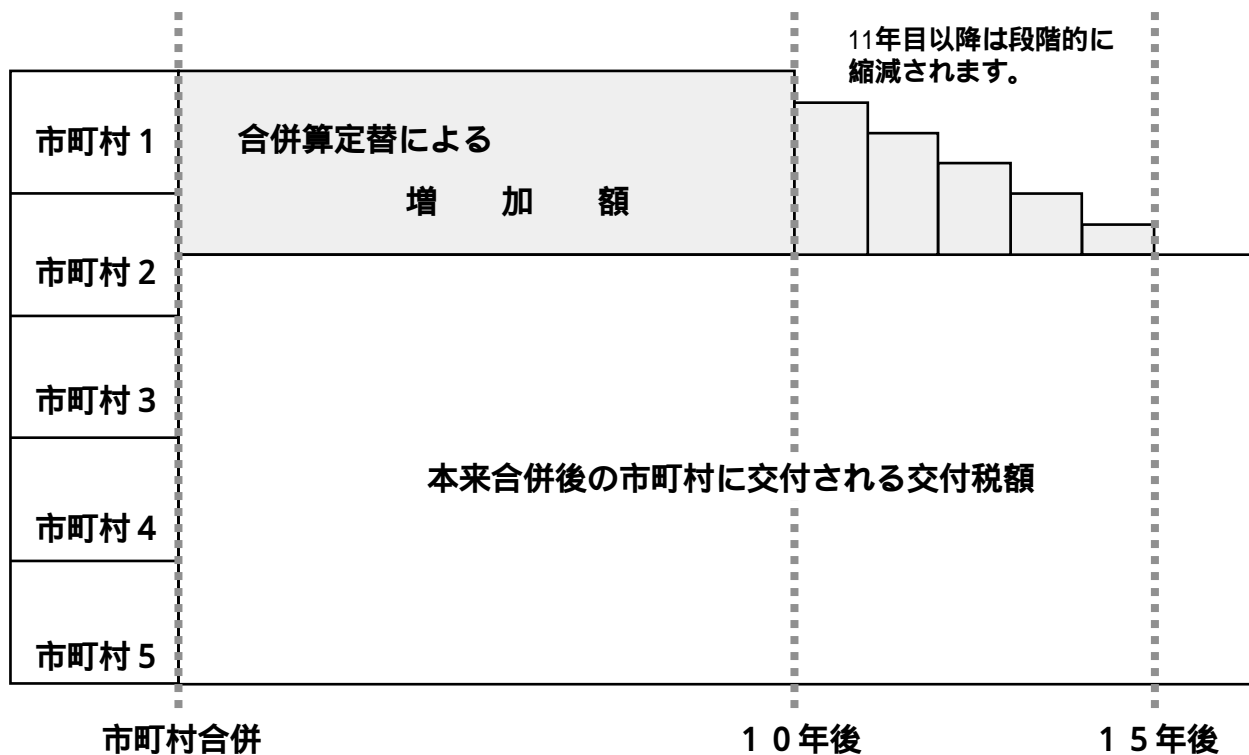 11年目以降は段階的に
縮減されます。
市町村1
合併算定替による
増　加　額
市町村2
市町村3
本来合併後の市町村に交付される交付税額
市町村4
市町村5
市町村合併
１０年後
１５年後